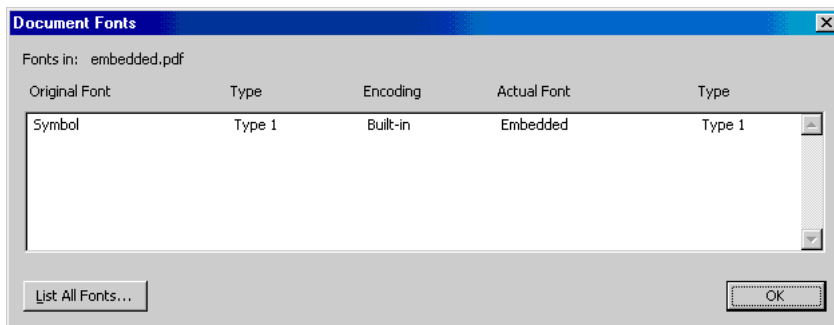 Document Fonts
Fonts in: embedded.pdf
Original Font Type Encoding Actual Font Type
Symbol Type 1 Built-in Embedded Type 1
List All Fonts... OK